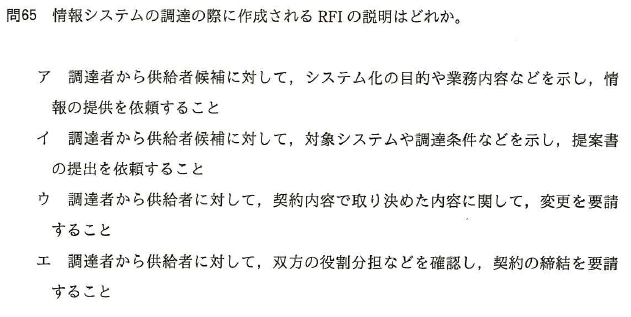 問65 情報システムの調達の際に作成される RFI の説明はどれか。
ア 調達者から供給者候補に対して，システム化の目的や業務内容などを示し，情
報の提供を依頼すること
イ 調達者から供給者候補に対して，対象システムや調達条件などを示し，提案書
の提出を依頼すること
ウ 調達者から供給者に対して，契約内容で取り決めた内容に関して，変更を要請
すること
エ 調達者から供給者に対して，双方の役割分担などを確認し，契約の締結を要請
すること